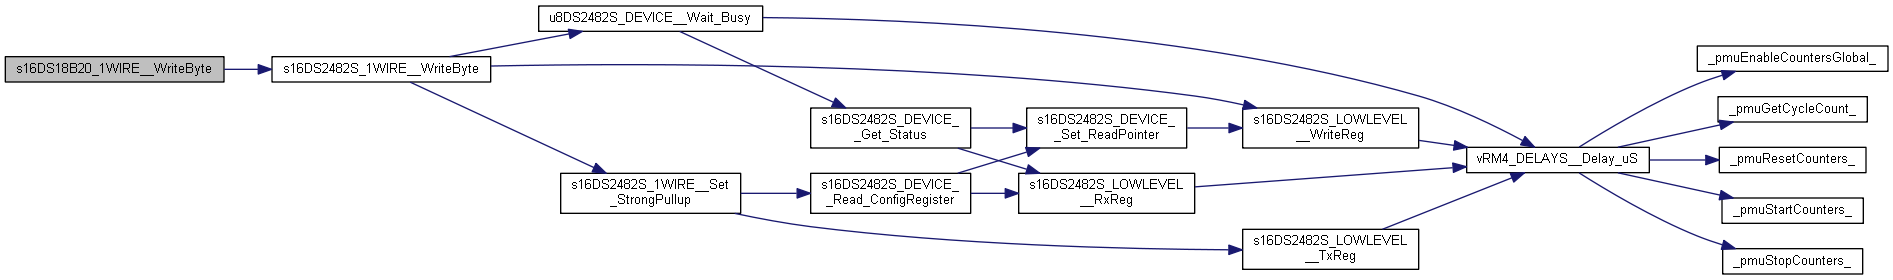 s16DS18B20_1WIRE__WriteByte
s16DS2482S_1WIRE__WriteByte
u8DS2482S_DEVICE__Wait_Busy
s16DS2482S_1WIRE__Set
_StrongPullup
s16DS2482S_DEVICE_
_Get_Status
s16DS2482S_DEVICE_
_Read_ConfigRegister
s16DS2482S_DEVICE_
_Set_ReadPointer
s16DS2482S_LOWLEVEL
__RxReg
s16DS2482S_LOWLEVEL
__WriteReg
s16DS2482S_LOWLEVEL
__TxReg
vRM4_DELAYS__Delay_uS
_pmuEnableCountersGlobal_
_pmuGetCycleCount_
_pmuResetCounters_
_pmuStartCounters_
_pmuStopCounters_